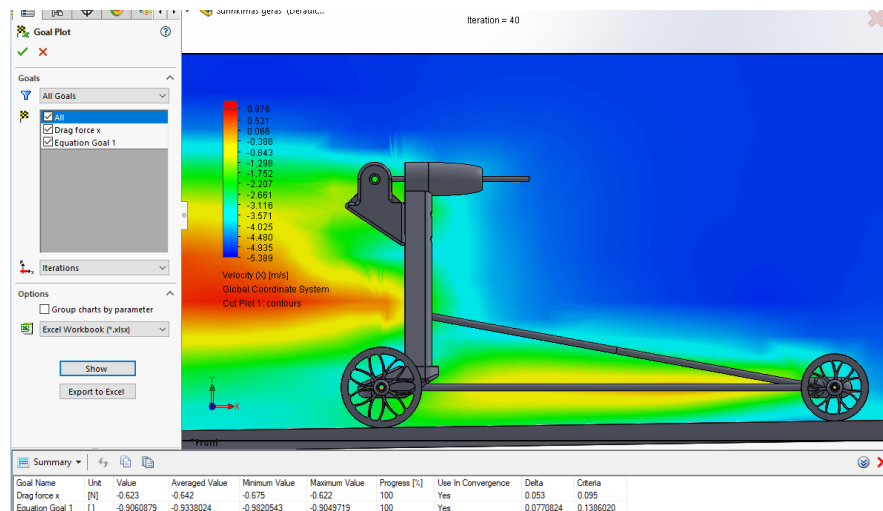 Surinkimas geras (Default...
Iteration = 40
Goal Plot
Goals
All Goals
All
Drag force x
Equation Goal 1
Iterations
Options
Group charts by parameter
Excel Workbook (*.xlsx)
Show
Export to Excel
0.976
0.521
0.066
-0.388
-0.843
-1.298
-1.752
-2.207
-2.661
-3.116
-3.571
-4.025
-4.480
-4.935
-5.389
Velocity (X) [m/s]
Global Coordinate System
Cut Plot 1: contours
Y
X
*Front
Summary
Goal Name Unit Value Averaged Value Minimum Value Maximum Value Progress [%] Use In Convergence Delta Criteria
Drag force x [N] -0.623 -0.642 -0.675 -0.622 100 Yes 0.053 0.095
Equation Goal 1 [ ] -0.9060879 -0.9338024 -0.9820543 -0.9049719 100 Yes 0.0770824 0.1386020